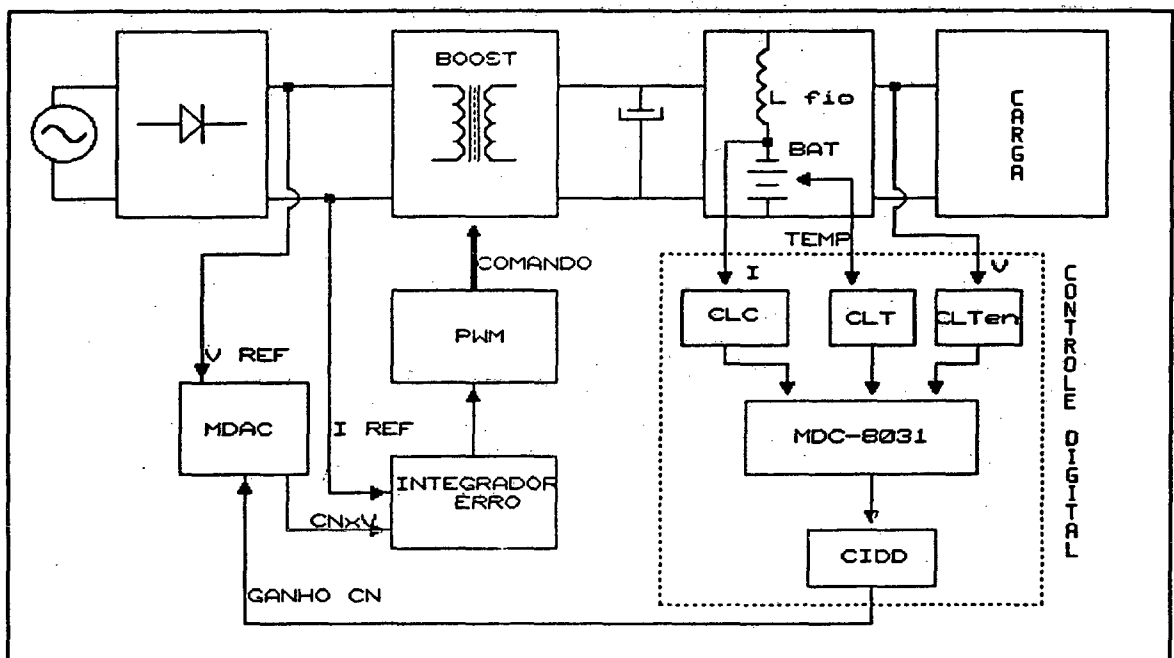 BOOST
L fio
BAT
CARGA
TEMP
COMANDO
I
V
CLC
CLT
CLTen
PWM
V REF
MDAC
I REF
MDC-8031
INTEGRADOR
ERRO
CNxV
CIDD
GANHO CN
CONTROLE DIGITAL